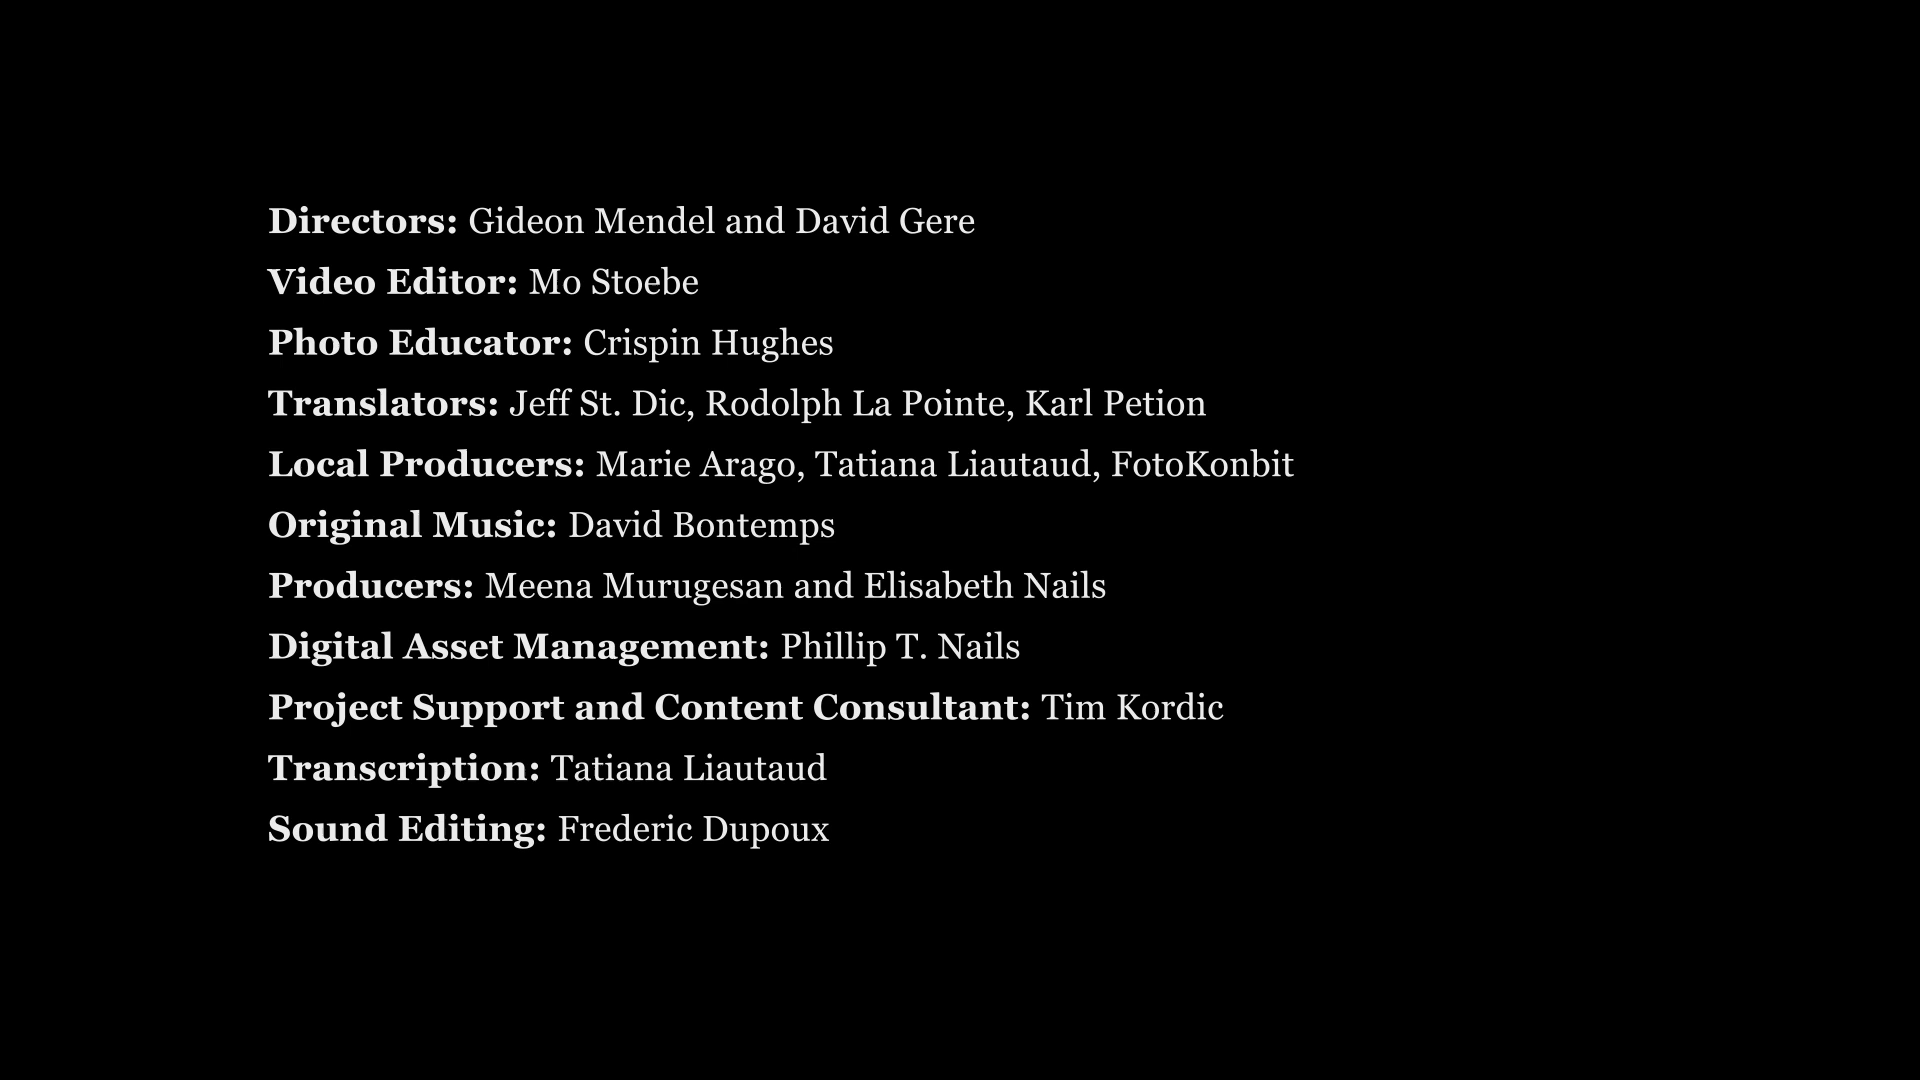 Directors: Gideon Mendel and David Gere
Video Editor: Mo Stoebe
Photo Educator: Crispin Hughes
Translators: Jeff St. Dic, Rodolph La Pointe, Karl Petion
Local Producers: Marie Arago, Tatiana Liautaud, FotoKonbit
Original Music: David Bontemps
Producers: Meena Murugesan and Elisabeth Nails
Digital Asset Management: Phillip T. Nails
Project Support and Content Consultant: Tim Kordic
Transcription: Tatiana Liautaud
Sound Editing: Frederic Dupoux